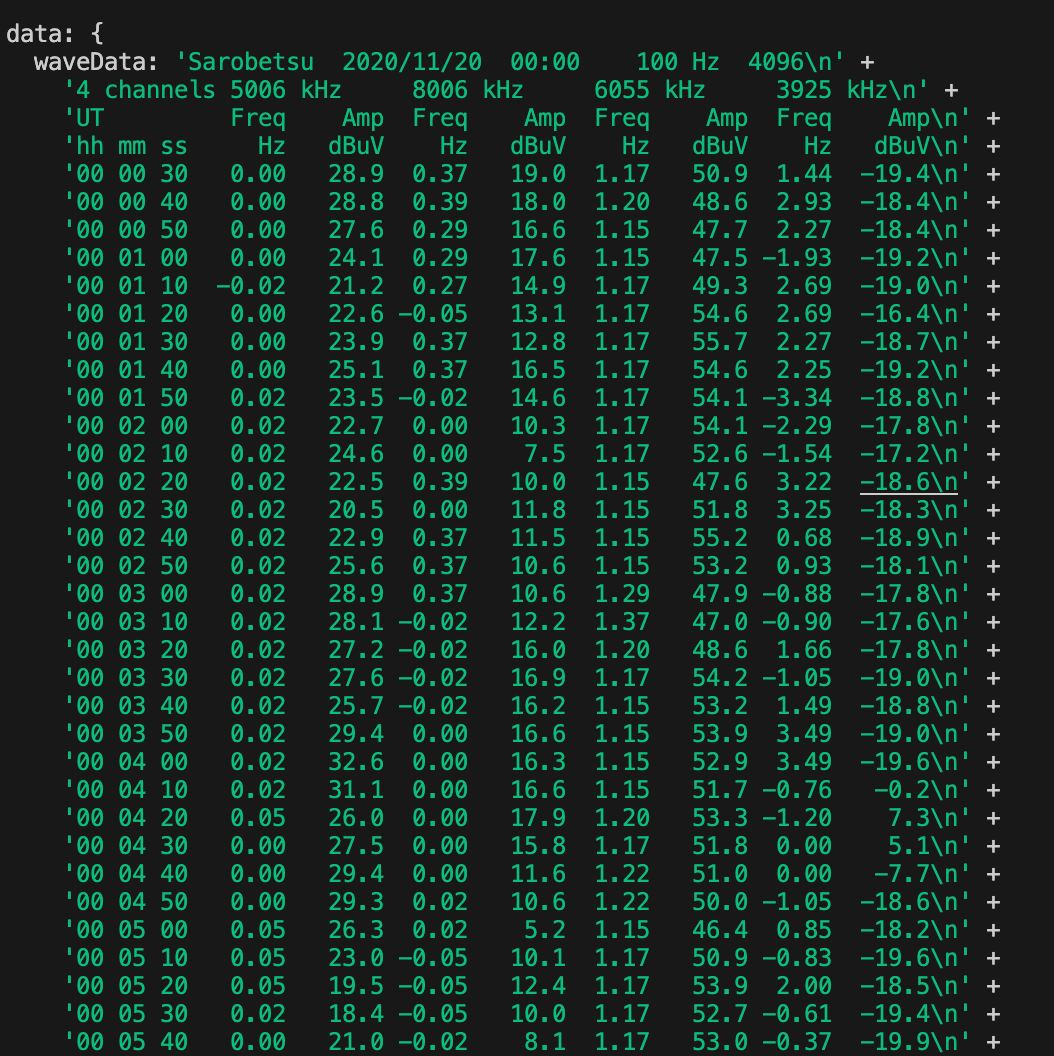 data: {
  waveData: 'Sarobetsu  2020/11/20  00:00    100 Hz  4096\n' +
    '4 channels 5006 kHz     8006 kHz     6055 kHz     3925 kHz\n' +
    'UT         Freq    Amp  Freq    Amp  Freq    Amp  Freq    Amp\n' +
    'hh mm ss     Hz   dBuV    Hz   dBuV    Hz   dBuV    Hz   dBuV\n' +
    '00 00 30   0.00   28.9  0.37   19.0  1.17   50.9  1.44  -19.4\n' +
    '00 00 40   0.00   28.8  0.39   18.0  1.20   48.6  2.93  -18.4\n' +
    '00 00 50   0.00   27.6  0.29   16.6  1.15   47.7  2.27  -18.4\n' +
    '00 01 00   0.00   24.1  0.29   17.6  1.15   47.5 -1.93  -19.2\n' +
    '00 01 10  -0.02   21.2  0.27   14.9  1.17   49.3  2.69  -19.0\n' +
    '00 01 20   0.00   22.6 -0.05   13.1  1.17   54.6  2.69  -16.4\n' +
    '00 01 30   0.00   23.9  0.37   12.8  1.17   55.7  2.27  -18.7\n' +
    '00 01 40   0.00   25.1  0.37   16.5  1.17   54.6  2.25  -19.2\n' +
    '00 01 50   0.02   23.5 -0.02   14.6  1.17   54.1 -3.34  -18.8\n' +
    '00 02 00   0.02   22.7  0.00   10.3  1.17   54.1 -2.29  -17.8\n' +
    '00 02 10   0.02   24.6  0.00    7.5  1.17   52.6 -1.54  -17.2\n' +
    '00 02 20   0.02   22.5  0.39   10.0  1.15   47.6  3.22  -18.6\n' +
    '00 02 30   0.02   20.5  0.00   11.8  1.15   51.8  3.25  -18.3\n' +
    '00 02 40   0.02   22.9  0.37   11.5  1.15   55.2  0.68  -18.9\n' +
    '00 02 50   0.02   25.6  0.37   10.6  1.15   53.2  0.93  -18.1\n' +
    '00 03 00   0.02   28.9  0.37   10.6  1.29   47.9 -0.88  -17.8\n' +
    '00 03 10   0.02   28.1 -0.02   12.2  1.37   47.0 -0.90  -17.6\n' +
    '00 03 20   0.02   27.2 -0.02   16.0  1.20   48.6  1.66  -17.8\n' +
    '00 03 30   0.02   27.6 -0.02   16.9  1.17   54.2 -1.05  -19.0\n' +
    '00 03 40   0.02   25.7 -0.02   16.2  1.15   53.2  1.49  -18.8\n' +
    '00 03 50   0.02   29.4  0.00   16.6  1.15   53.9  3.49  -19.0\n' +
    '00 04 00   0.02   32.6  0.00   16.3  1.15   52.9  3.49  -19.6\n' +
    '00 04 10   0.02   31.1  0.00   16.6  1.15   51.7 -0.76   -0.2\n' +
    '00 04 20   0.05   26.0  0.00   17.9  1.20   53.3 -1.20    7.3\n' +
    '00 04 30   0.05   27.5  0.00   15.8  1.17   51.8  0.00    5.1\n' +
    '00 04 40   0.05   29.4  0.00   11.6  1.22   51.0  0.00   -7.7\n' +
    '00 04 50   0.05   29.3  0.02   10.6  1.22   50.0 -1.05  -18.6\n' +
    '00 05 00   0.05   26.3  0.02    5.2  1.15   46.4  0.85  -18.2\n' +
    '00 05 10   0.05   23.0 -0.05   10.1  1.17   50.9 -0.83  -19.6\n' +
    '00 05 20   0.05   19.5 -0.05   12.4  1.17   53.9  2.00  -18.5\n' +
    '00 05 30   0.02   18.4 -0.05   10.0  1.17   52.7 -0.61  -19.4\n' +
    '00 05 40   0.00   21.0 -0.02    8.1  1.17   53.0 -0.37  -19.9\n' +